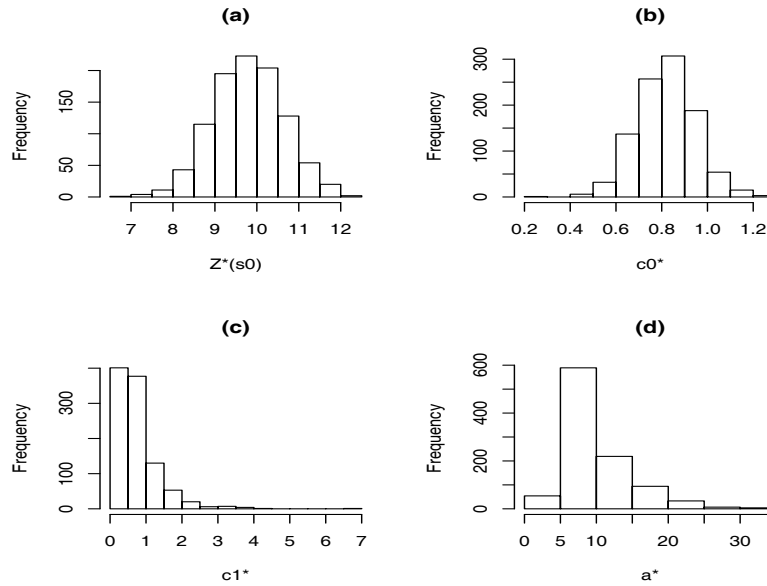 (a)
Frequency
0 50 150
7 8 9 10 11 12
Z*(s0)
(b)
Frequency
0 100 200 300
0.2 0.4 0.6 0.8 1.0 1.2
c0*
(c)
Frequency
0 100 300
0 1 2 3 4 5 6 7
c1*
(d)
Frequency
0 200 400 600
0 5 10 20 30
a*